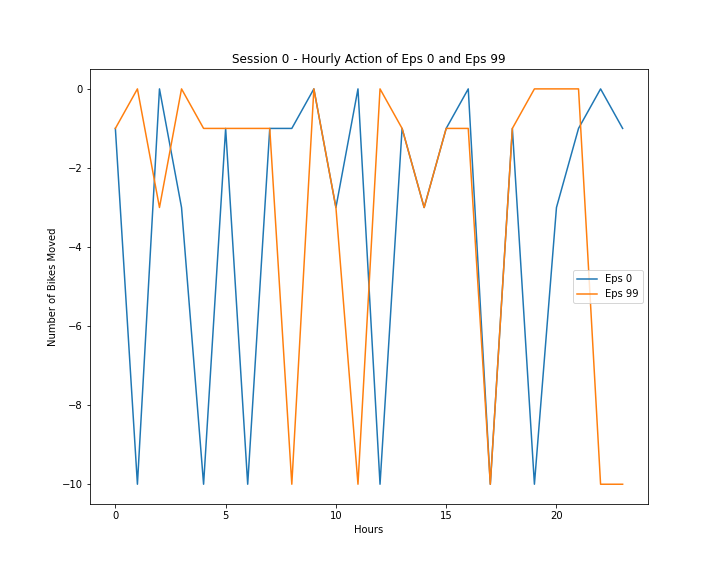 Session 0 - Hourly Action of Eps 0 and Eps 99
Number of Bikes Moved
0
−2
−4
−6
−8
−10
Eps 0
Eps 99
0 5 10 15 20
Hours